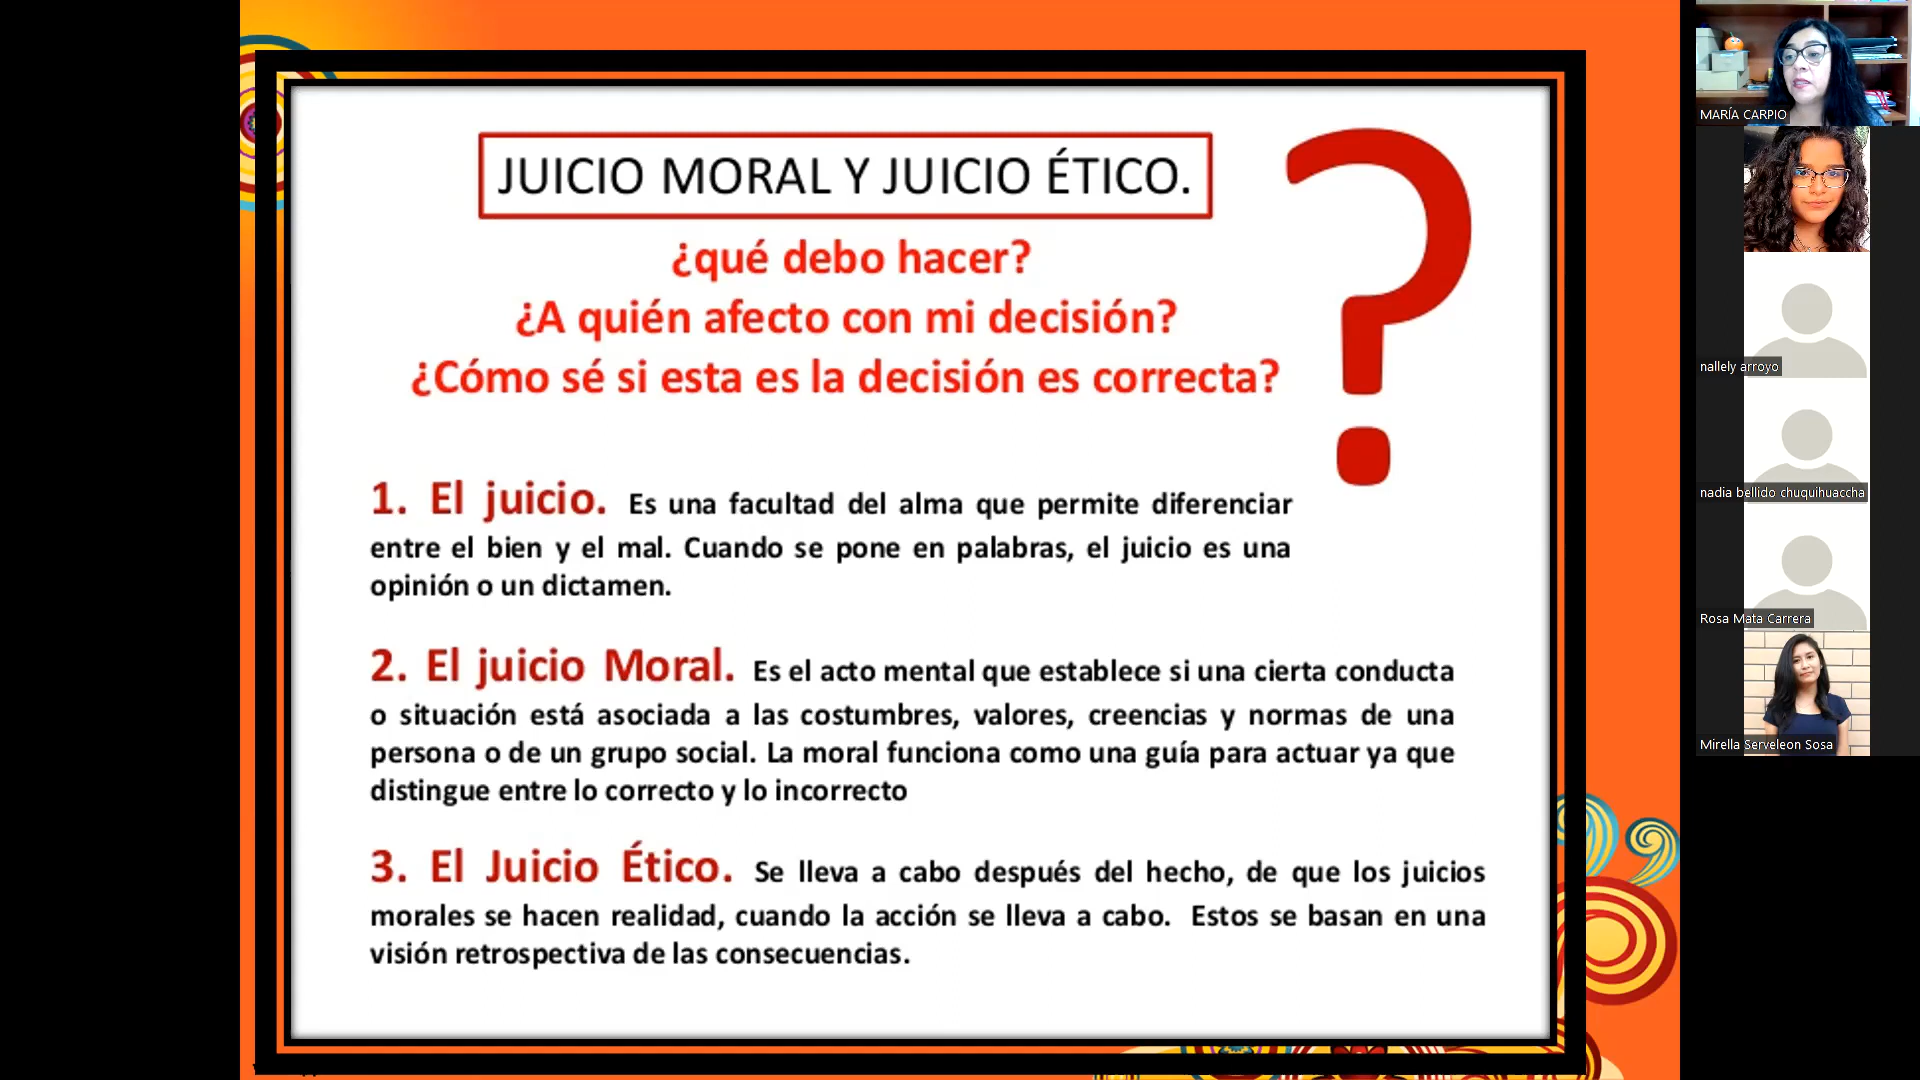 JUICIO MORAL Y JUICIO ÉTICO.
¿qué debo hacer?
¿A quién afecto con mi decisión?
¿Cómo sé si esta es la decisión es correcta?
?
1. El juicio. Es una facultad del alma que permite diferenciar
entre el bien y el mal. Cuando se pone en palabras, el juicio es una
opinión o un dictamen.
2. El juicio Moral. Es el acto mental que establece si una cierta conducta
o situación está asociada a las costumbres, valores, creencias y normas de una
persona o de un grupo social. La moral funciona como una guía para actuar ya que
distingue entre lo correcto y lo incorrecto
3. El Juicio Ético. Se lleva a cabo después del hecho, de que los juicios
morales se hacen realidad, cuando la acción se lleva a cabo. Estos se basan en una
visión retrospectiva de las consecuencias.
MARÍA CARPIO
nallely arroyo
nadia bellido chuquihuaccha
Rosa Mata Carrera
Mirella Serveleon Sosa